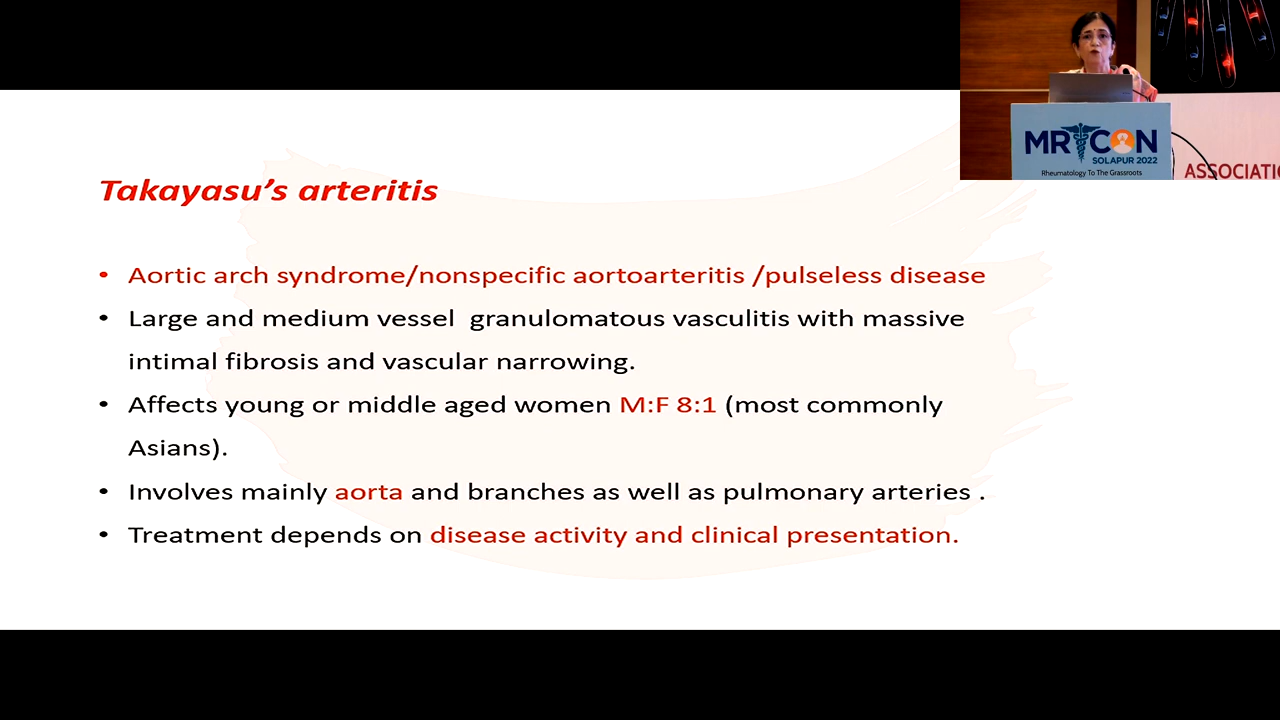 MR CON
SOLAPUR 2022
Rheumatology To The Grassroots
ASSOCIATI
Takayasu's arteritis
• Aortic arch syndrome/nonspecific aortoarteritis /pulseless disease
• Large and medium vessel  granulomatous vasculitis with massive
intimal fibrosis and vascular narrowing.
• Affects young or middle aged women M:F 8:1 (most commonly
Asians).
• Involves mainly aorta and branches as well as pulmonary arteries .
• Treatment depends on disease activity and clinical presentation.